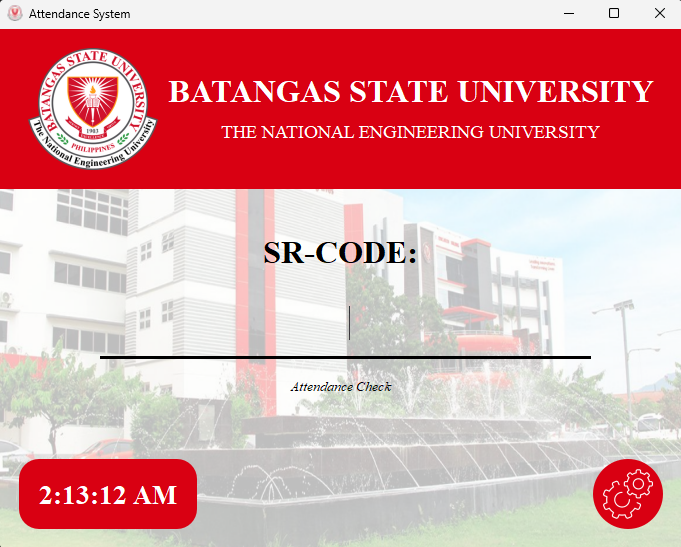 Attendance System
BATANGAS STATE UNIVERSITY
The National Engineering University
1903
PHILIPPINES
BATANGAS STATE UNIVERSITY
THE NATIONAL ENGINEERING UNIVERSITY
SR-CODE:
Attendance Check
2:13:12 AM